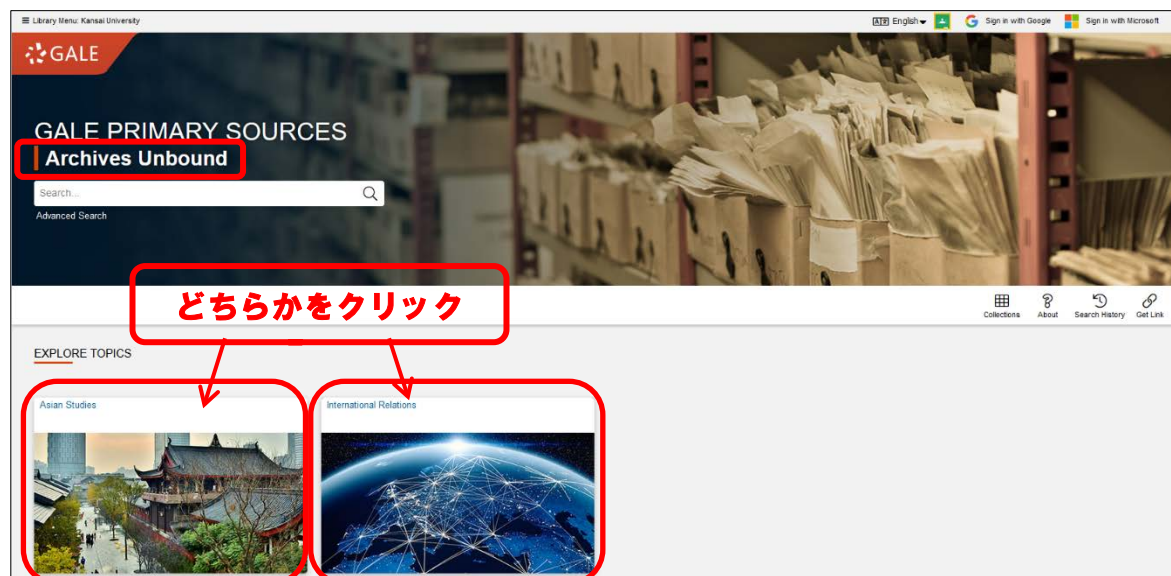 Library Menu: Kansai University
English
Sign in with Google
Sign in with Microsoft
GALE
GALE PRIMARY SOURCES
Archives Unbound
Search...
Advanced Search
どちらかをクリック
Collections
About
Search History
Get Link
EXPLORE TOPICS
Asian Studies
International Relations